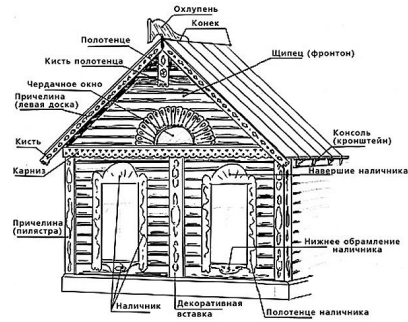 Охлупень
Конек
Полотенце
Кисть полотенца
Щипец (фронтон)
Чердачное окно
Причелина
(левая доска)
Кисть
Карниз
Консоль
(кронштейн)
Навершие наличника
Причелина
(пилястра)
Нижнее обрамление
наличника
Наличник
Декоративная
вставка
Полотенце наличника